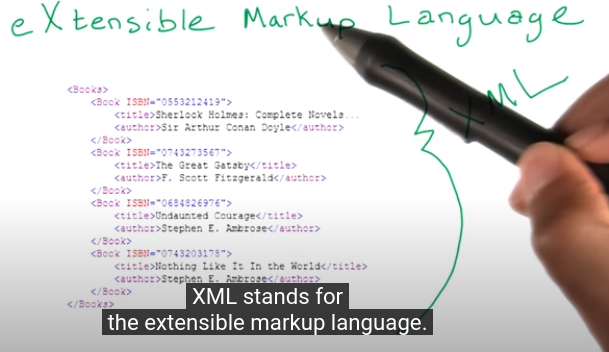 eXtensible Markup Language
XML
<Books>
<Book ISBN="0553212419">
<title>Sherlock Holmes: Complete Novels...
<author>Sir Arthur Conan Doyle</author>
</Book>
<Book ISBN="0743273567">
<title>The Great Gatsby</title>
<author>F. Scott Fitzgerald</author>
</Book>
<Book ISBN="0684826976">
<title>Undaunted Courage</title>
<author>Stephen E. Ambrose</author>
</Book>
<Book ISBN="0743203178">
<title>Nothing Like It In the World</title>
<author>Stephen E. Ambrose</author>
</Book>
</Books>
XML stands for
the extensible markup language.